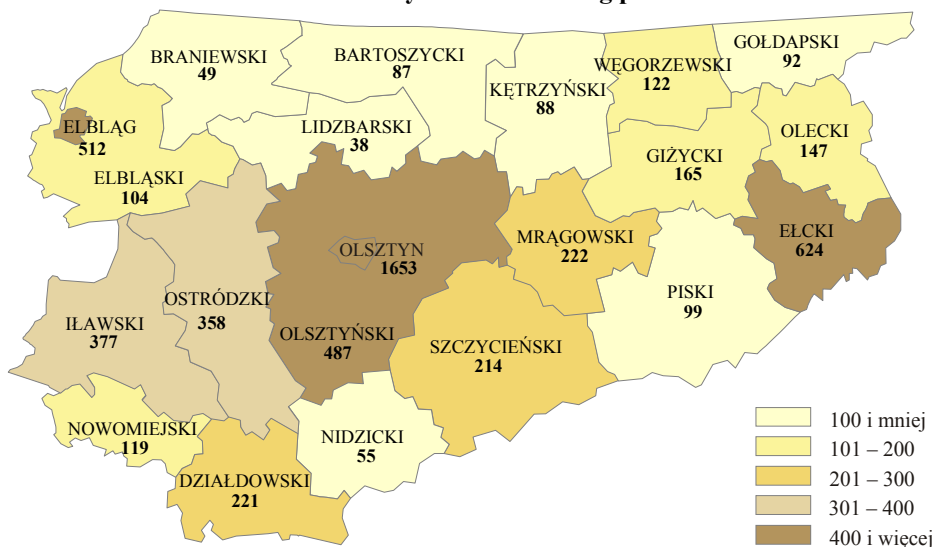 BRANIEWSKI
49
BARTOSZYCKI
87
KĘTRZYŃSKI
88
WĘGORZEWSKI
122
GOŁDAPSKI
92
ELBLĄG
512
ELBLĄSKI
104
LIDZBARSKI
38
GIŻYCKI
165
OLECKI
147
EŁCKI
624
OLSZTYN
1653
MRĄGOWSKI
222
PISKI
99
IŁAWSKI
377
OSTRÓDZKI
358
OLSZTYŃSKI
487
SZCZYCIEŃSKI
214
NOWOMIEJSKI
119
DZIAŁDOWSKI
221
NIDZICKI
55
100 i mniej
101 – 200
201 – 300
301 – 400
400 i więcej